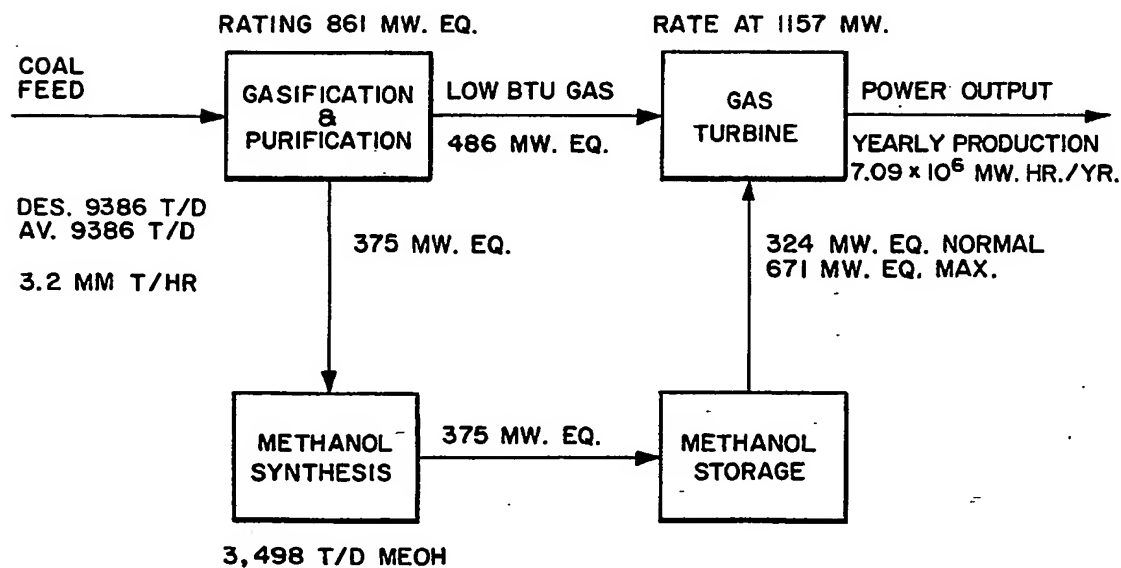 RATING 861 MW. EQ.
RATE AT 1157 MW.
COAL
FEED
GASIFICATION
&
PURIFICATION
LOW BTU GAS
486 MW. EQ.
GAS
TURBINE
POWER OUTPUT
YEARLY PRODUCTION
7.09 × 10⁶ MW. HR./YR.
DES. 9386 T/D
AV. 9386 T/D
3.2 MM T/HR
375 MW. EQ.
324 MW. EQ. NORMAL
671 MW. EQ. MAX.
METHANOL
SYNTHESIS
375 MW. EQ.
METHANOL
STORAGE
3,498 T/D MEOH